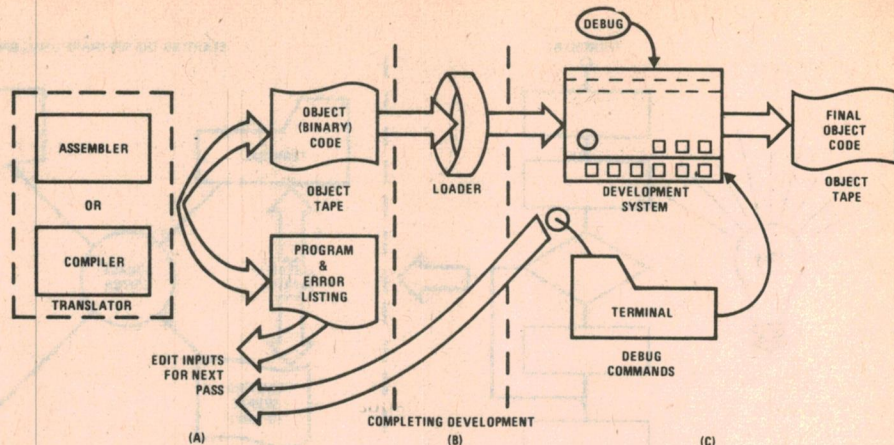 DEBUG
ASSEMBLER
OR
COMPILER
TRANSLATOR
OBJECT
(BINARY)
CODE
OBJECT
TAPE
PROGRAM
&
ERROR
LISTING
EDIT INPUTS
FOR NEXT
PASS
LOADER
DEVELOPMENT
SYSTEM
FINAL
OBJECT
CODE
OBJECT
TAPE
TERMINAL
DEBUG
COMMANDS
COMPLETING DEVELOPMENT
(A)
(B)
(C)